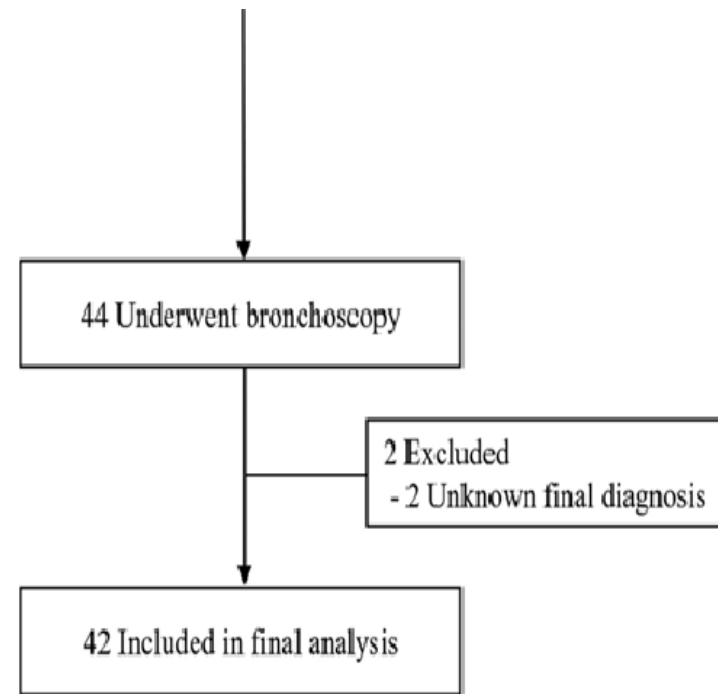 44 Underwent bronchoscopy
2 Excluded
- 2 Unknown final diagnosis
42 Included in final analysis